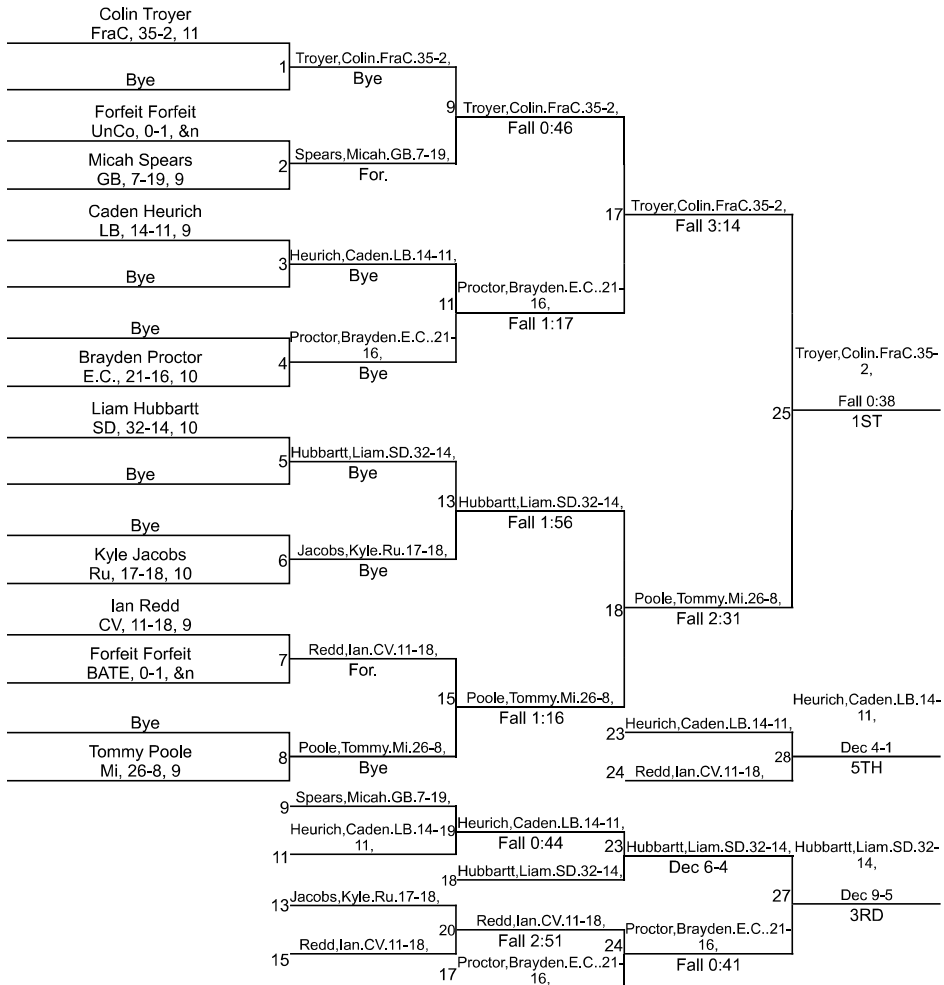 Colin Troyer
FraC, 35-2, 11
1
Troyer,Colin.FraC.35-2,
Bye
Bye
9
Troyer,Colin.FraC.35-2,
Fall 0:46
Forfeit Forfeit
UnCo, 0-1, &n
2
Spears,Micah.GB.7-19,
For.
Micah Spears
GB, 7-19, 9
17
Troyer,Colin.FraC.35-2,
Fall 3:14
Caden Heurich
LB, 14-11, 9
3
Heurich,Caden.LB.14-11,
Bye
Bye
11
Proctor,Brayden.E.C..21-
16,
Fall 1:17
Bye
4
Proctor,Brayden.E.C..21-
16,
Bye
Brayden Proctor
E.C., 21-16, 10
25
Troyer,Colin.FraC.35-
2,
Fall 0:38
1ST
Liam Hubbartt
SD, 32-14, 10
5
Hubbartt,Liam.SD.32-14,
Bye
Bye
13
Hubbartt,Liam.SD.32-14,
Fall 1:56
Bye
6
Jacobs,Kyle.Ru.17-18,
Bye
Kyle Jacobs
Ru, 17-18, 10
18
Poole,Tommy.Mi.26-8,
Fall 2:31
Ian Redd
CV, 11-18, 9
7
Redd,Ian.CV.11-18,
For.
Forfeit Forfeit
BATE, 0-1, &n
15
Poole,Tommy.Mi.26-8,
Fall 1:16
Bye
8
Poole,Tommy.Mi.26-8,
Bye
Tommy Poole
Mi, 26-8, 9
23
Heurich,Caden.LB.14-11,
24
Redd,Ian.CV.11-18,
28
Heurich,Caden.LB.14-
11,
Dec 4-1
5TH
9
Spears,Micah.GB.7-19,
11
Heurich,Caden.LB.14-
11,
19
Heurich,Caden.LB.14-11,
Fall 0:44
18
Hubbartt,Liam.SD.32-14,
23
Hubbartt,Liam.SD.32-14,
Dec 6-4
13
Jacobs,Kyle.Ru.17-18,
15
Redd,Ian.CV.11-18,
20
Redd,Ian.CV.11-18,
Fall 2:51
17
Proctor,Brayden.E.C..21-
16,
24
Proctor,Brayden.E.C..21-
16,
Fall 0:41
27
Hubbartt,Liam.SD.32-
14,
Dec 9-5
3RD